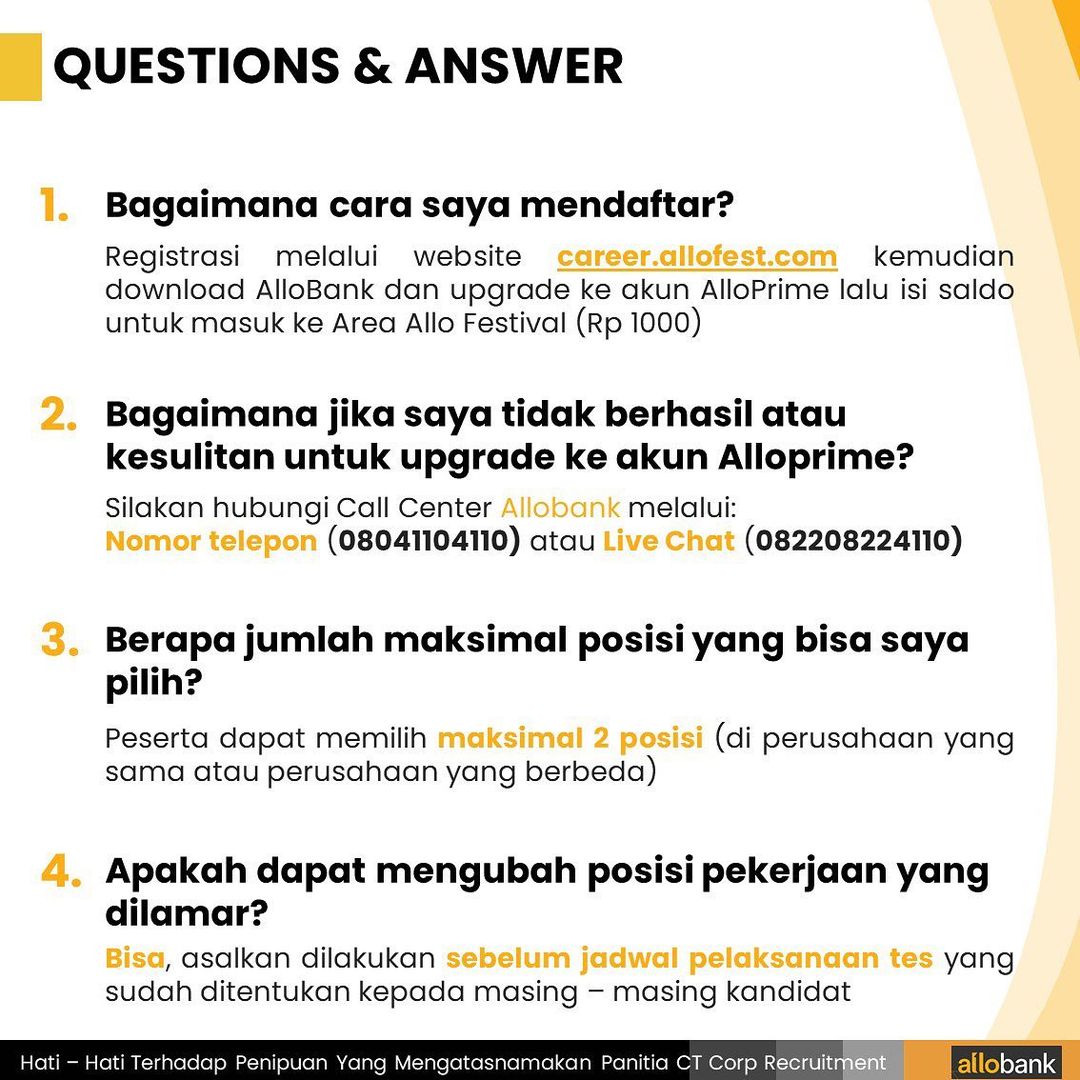 QUESTIONS & ANSWER
1. Bagaimana cara saya mendaftar?
Registrasi melalui website career.allofest.com kemudian
download AlloBank dan upgrade ke akun AlloPrime lalu isi saldo
untuk masuk ke Area Allo Festival (Rp 1000)
2. Bagaimana jika saya tidak berhasil atau
kesulitan untuk upgrade ke akun Alloprime?
Silakan hubungi Call Center Allobank melalui:
Nomor telepon (08041104110) atau Live Chat (082208224110)
3. Berapa jumlah maksimal posisi yang bisa saya
pilih?
Peserta dapat memilih maksimal 2 posisi (di perusahaan yang
sama atau perusahaan yang berbeda)
4. Apakah dapat mengubah posisi pekerjaan yang
dilamar?
Bisa, asalkan dilakukan sebelum jadwal pelaksanaan tes yang
sudah ditentukan kepada masing – masing kandidat
Hati – Hati Terhadap Penipuan Yang Mengatasnamakan Panitia CT Corp Recruitment
allobank